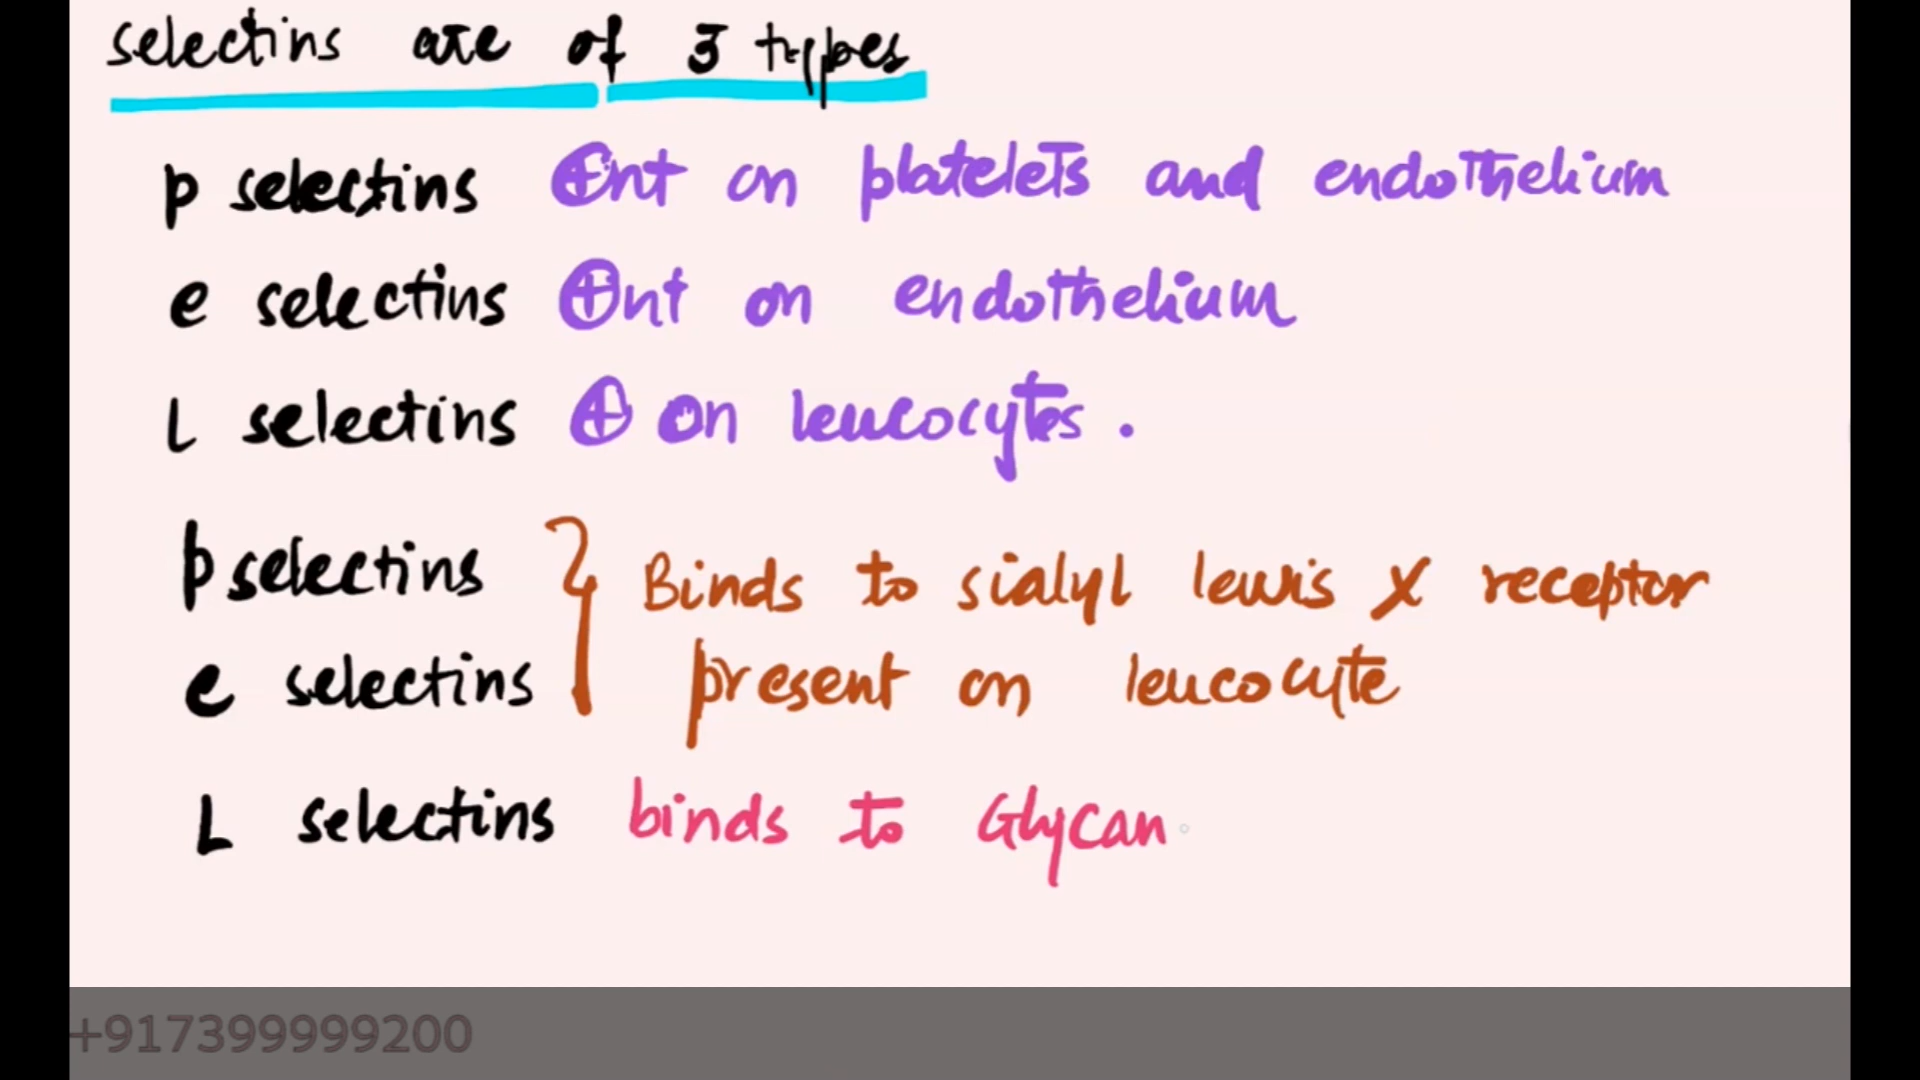 selectins are of 3 types
p selectins ⊕nt on platelets and endothelium
e selectins ⊕nt on endothelium
L selectins ⊕ on leucocytes.
p selectins } Binds to sialyl lewis X receptor
e selectins present on leucocyte
L selectins binds to Glycan
+917399999200